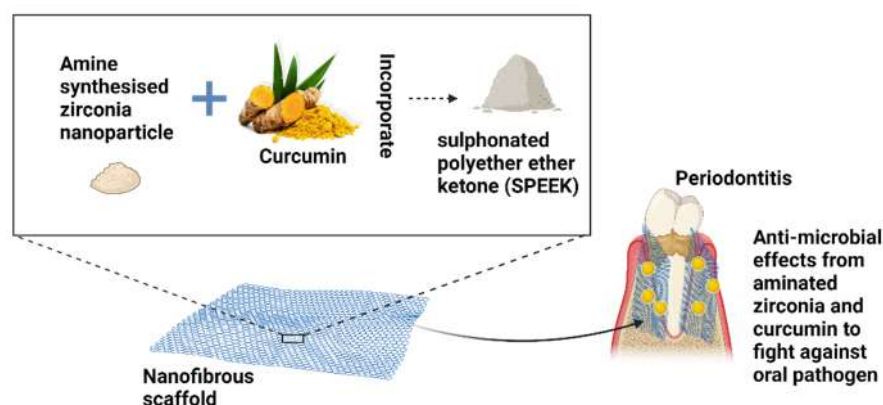 Amine
synthesised
zirconia
nanoparticle
Curcumin
Incorporate
sulphonated
polyether ether
ketone (SPEEK)
Periodontitis
Anti-microbial
effects from
aminated
zirconia and
curcumin to
fight against
oral pathogen
Nanofibrous
scaffold